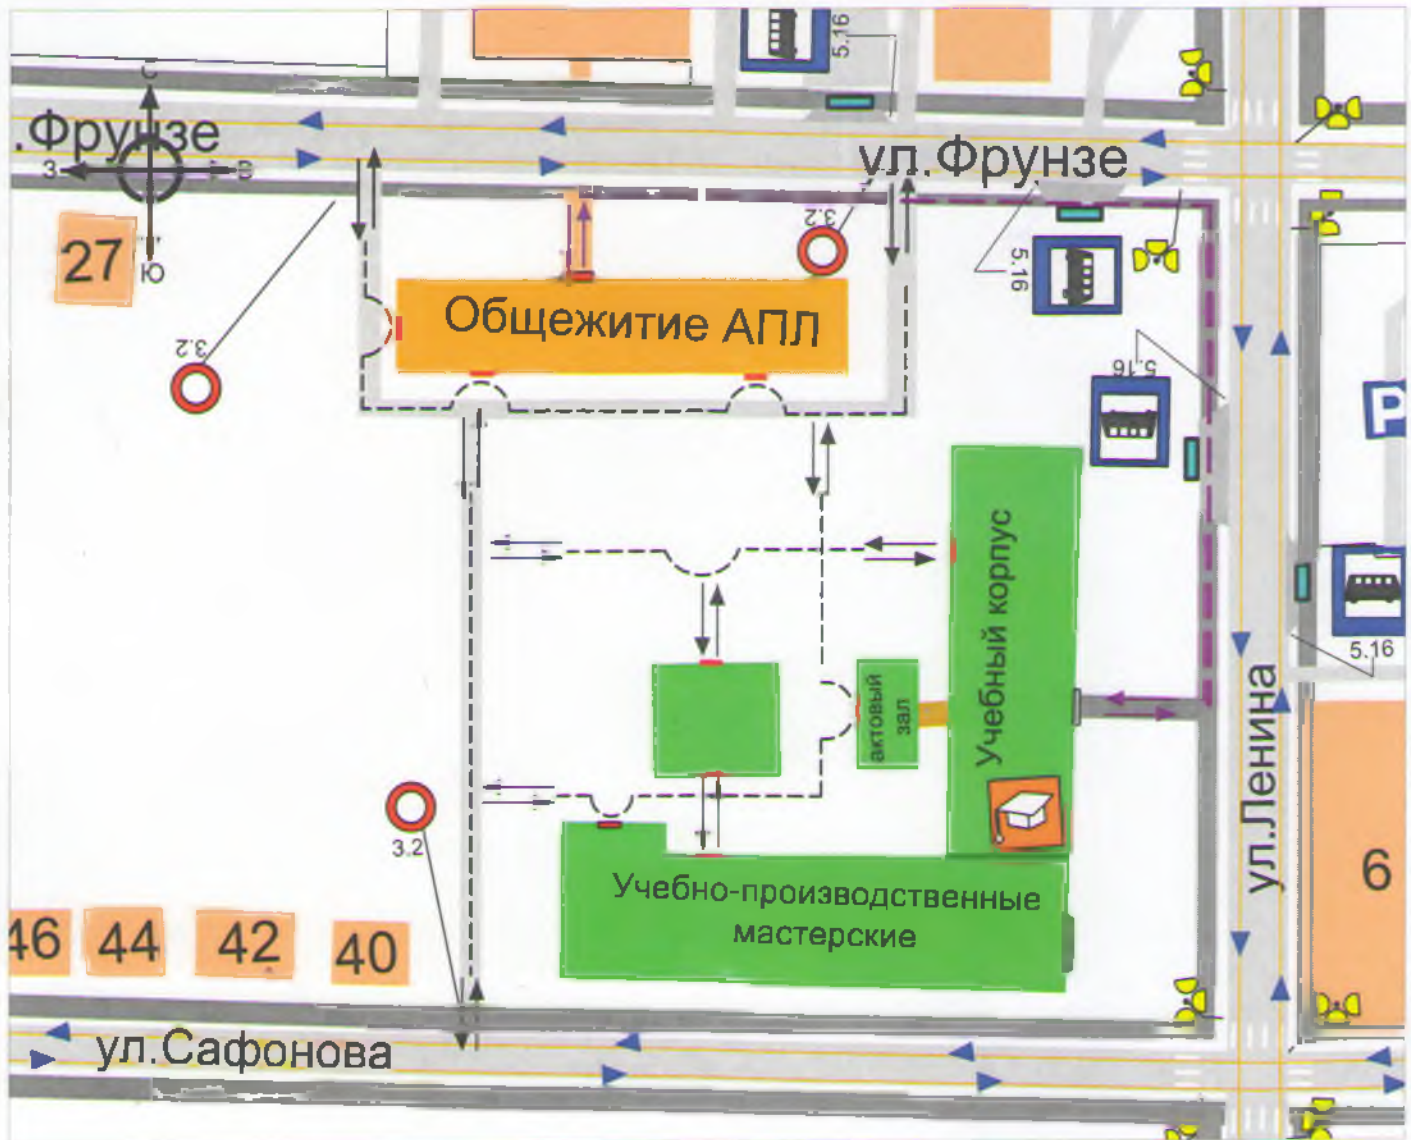 5.16
С
.Фрунзе
ул.Фрунзе
З
В
3.2
27
Ю
5.16
Общежитие АПЛ
3.2
5.16
P
Учебный корпус
5.16
актовый
зал
ул.Ленина
3.2
6
Учебно-производственные
мастерские
46
44
42
40
ул.Сафонова